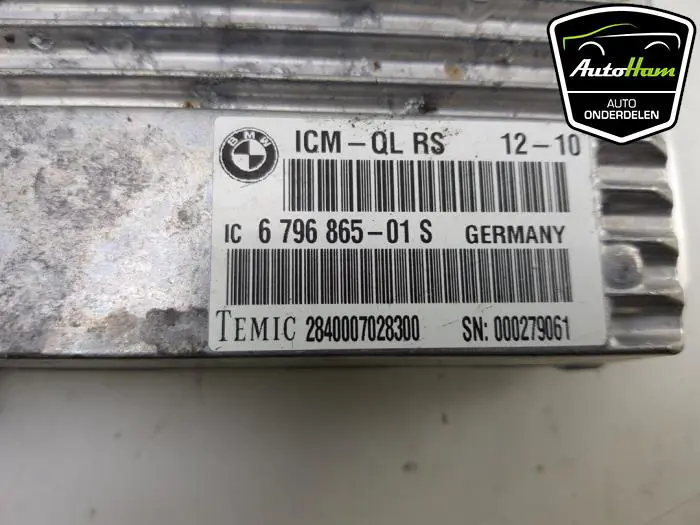 AutoHam
AUTO
ONDERDELEN
BMW
ICM-QL RS 12-10
IC 6 796 865-01 S GERMANY
TEMIC 2840007028300 SN: 000279061